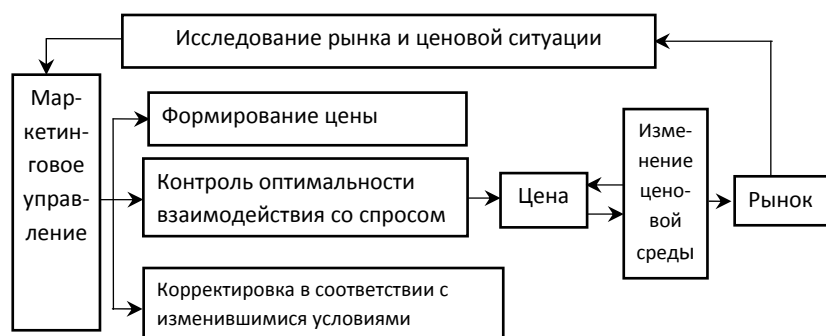 Исследование рынка и ценовой ситуации
Мар-
кетин-
говое
управ-
ление
Формирование цены
Контроль оптимальности
взаимодействия со спросом
Корректировка в соответствии с
изменившимися условиями
Цена
Изме-
нение
цено-
вой
среды
Рынок